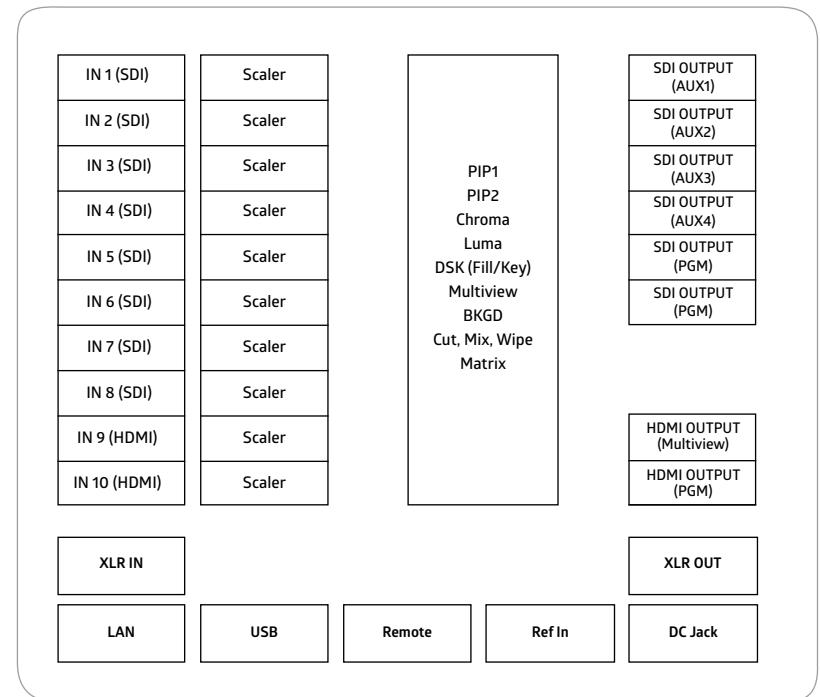 IN 1 (SDI)
Scaler
IN 2 (SDI)
Scaler
IN 3 (SDI)
Scaler
IN 4 (SDI)
Scaler
IN 5 (SDI)
Scaler
IN 6 (SDI)
Scaler
IN 7 (SDI)
Scaler
IN 8 (SDI)
Scaler
IN 9 (HDMI)
Scaler
IN 10 (HDMI)
Scaler
PIP1
PIP2
Chroma
Luma
DSK (Fill/Key)
Multiview
BKGD
Cut, Mix, Wipe
Matrix
SDI OUTPUT
(AUX1)
SDI OUTPUT
(AUX2)
SDI OUTPUT
(AUX3)
SDI OUTPUT
(AUX4)
SDI OUTPUT
(PGM)
SDI OUTPUT
(PGM)
HDMI OUTPUT
(Multiview)
HDMI OUTPUT
(PGM)
XLR IN
XLR OUT
LAN
USB
Remote
Ref In
DC Jack